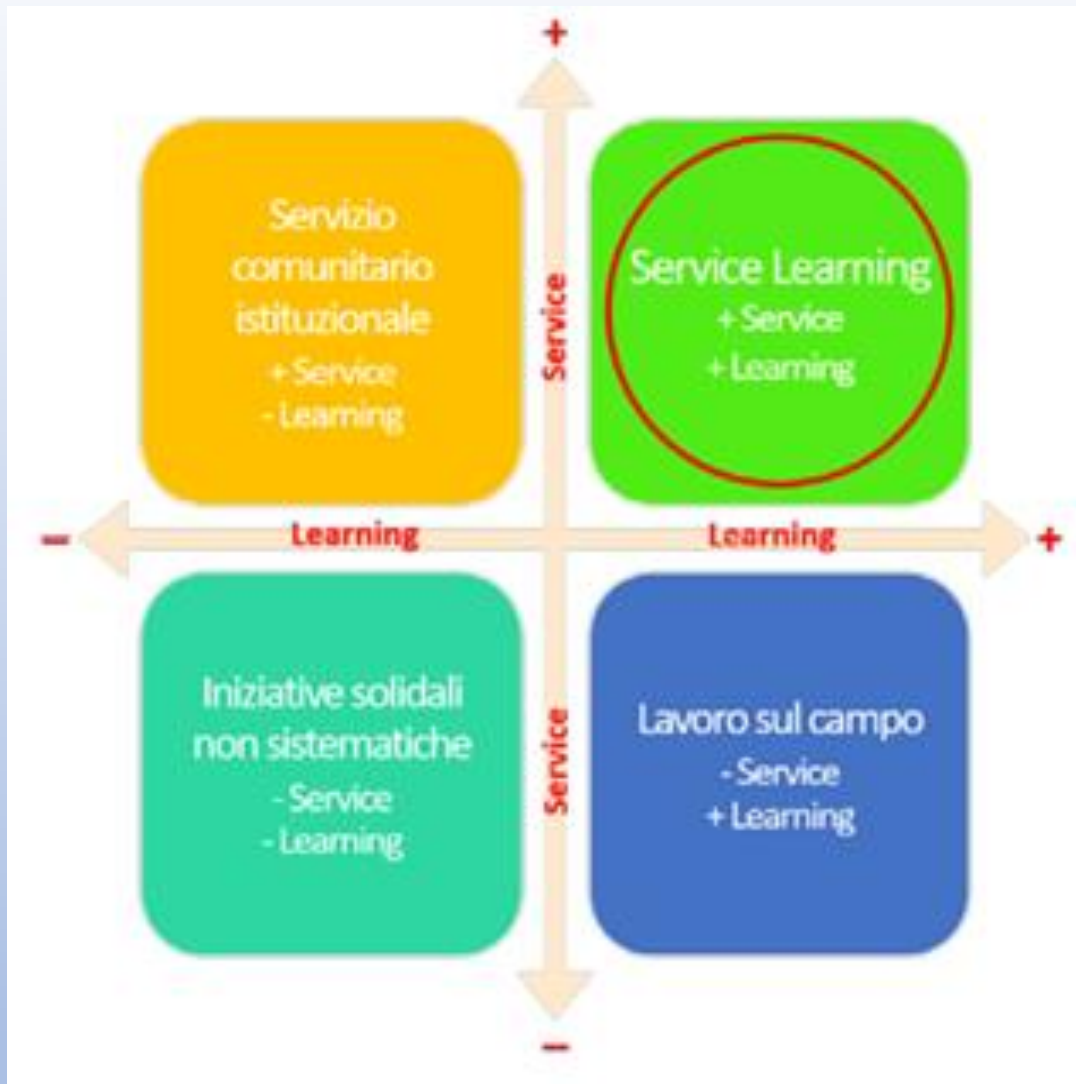 +
Servizio
comunitario
istituzionale
+ Service
- Learning
Service
Service Learning
+ Service
+ Learning
–
Learning
Learning
+
Iniziative solidali
non sistematiche
- Service
- Learning
Service
Lavoro sul campo
- Service
+ Learning
–